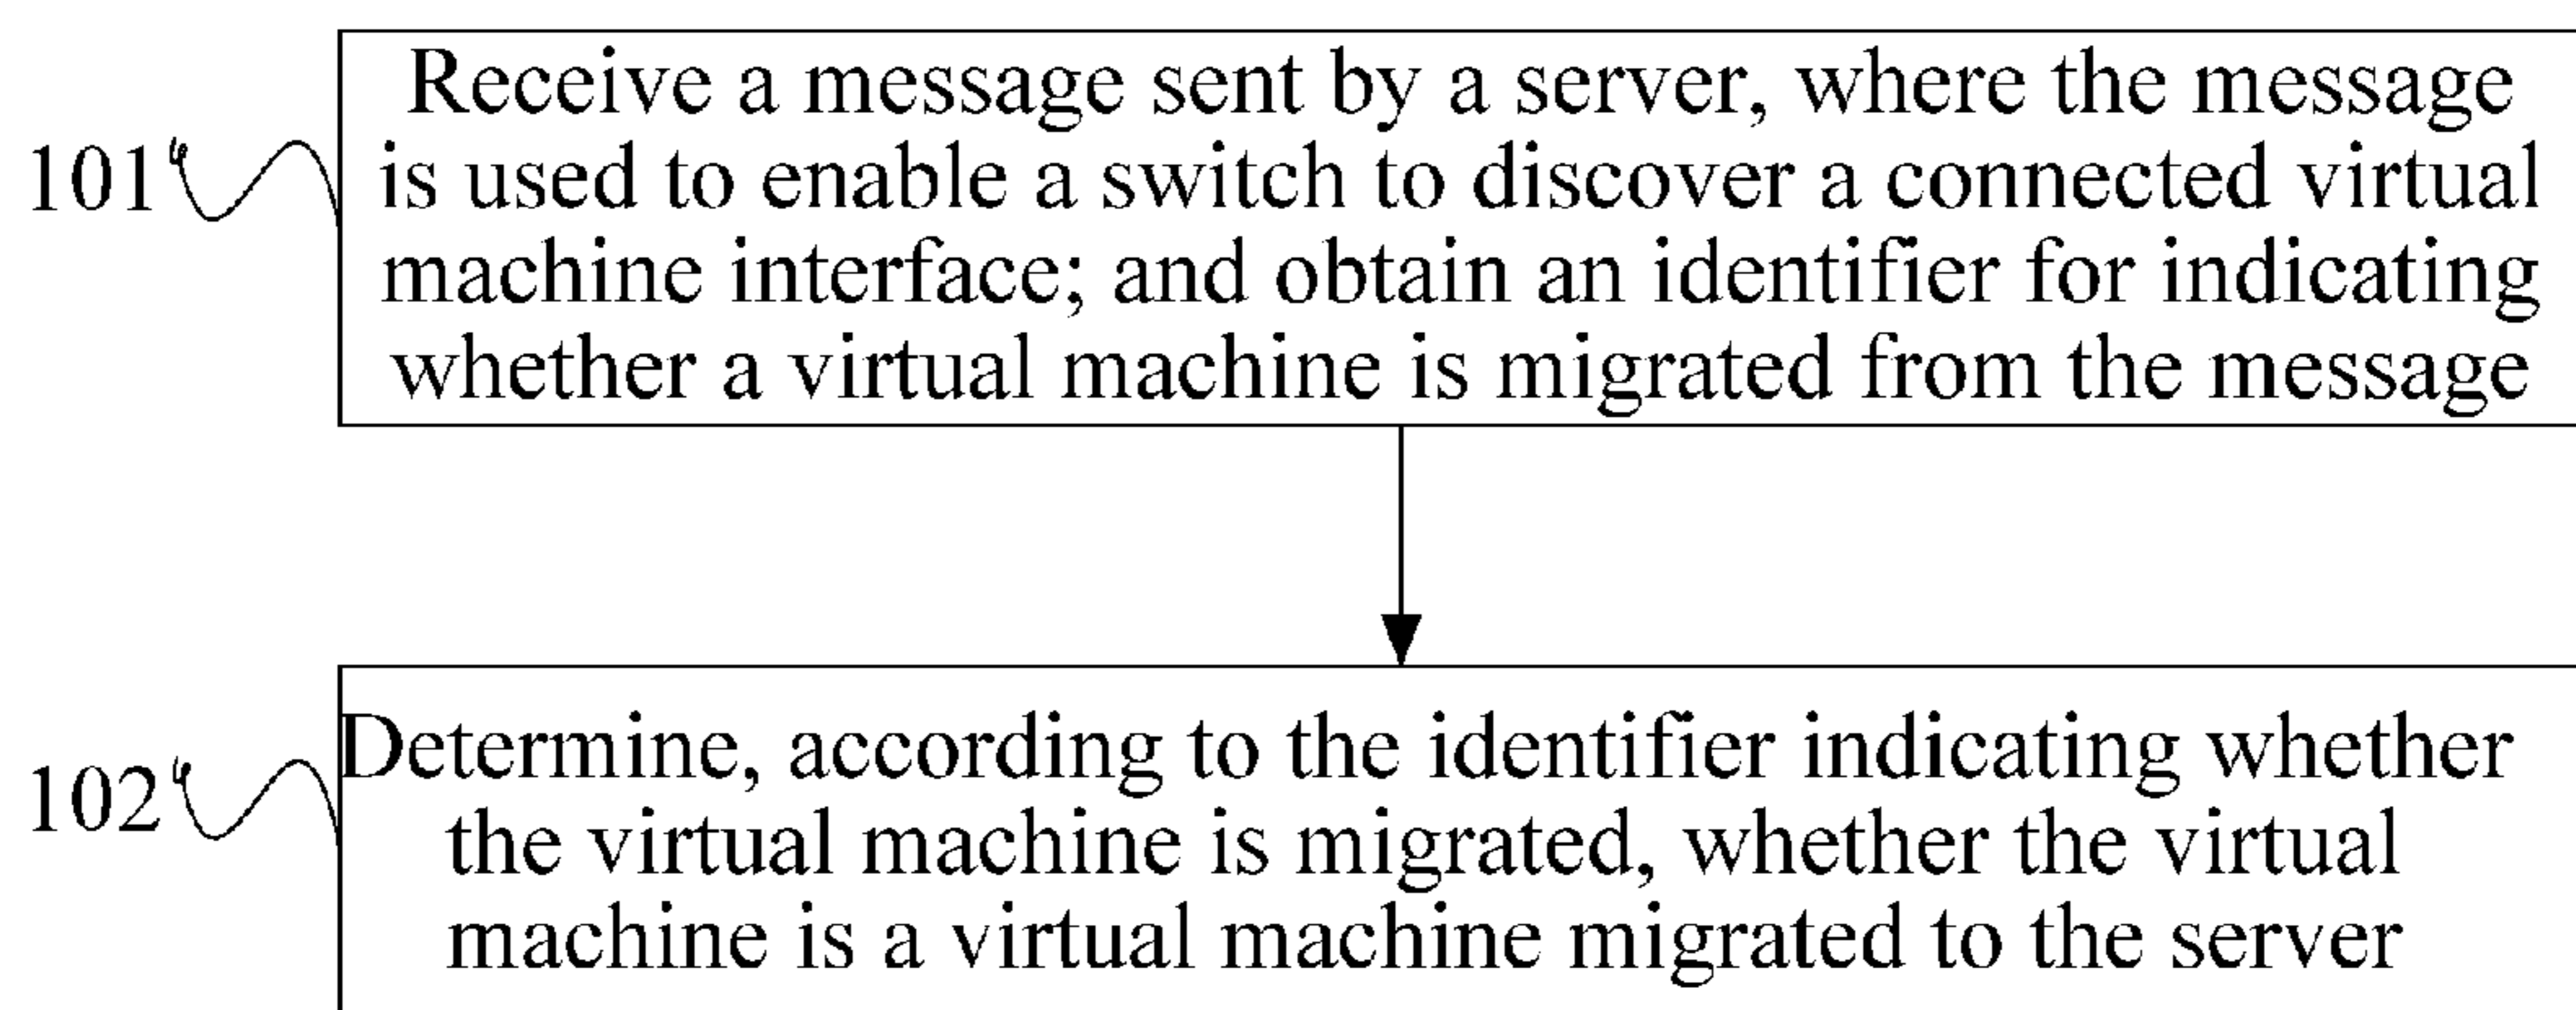 Receive a message sent by a server, where the message
101 is used to enable a switch to discover a connected virtual
machine interface; and obtain an identifier for indicating
whether a virtual machine is migrated from the message
Determine, according to the identifier indicating whether
102 the virtual machine is migrated, whether the virtual
machine is a virtual machine migrated to the server